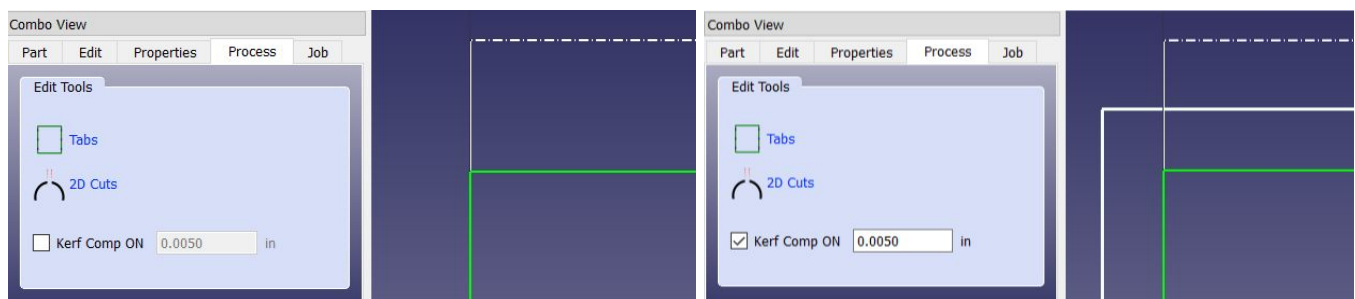 Combo View
Part Edit Properties Process Job
Edit Tools
Tabs
2D Cuts
Kerf Comp ON 0.0050 in
Combo View
Part Edit Properties Process Job
Edit Tools
Tabs
2D Cuts
Kerf Comp ON 0.0050 in